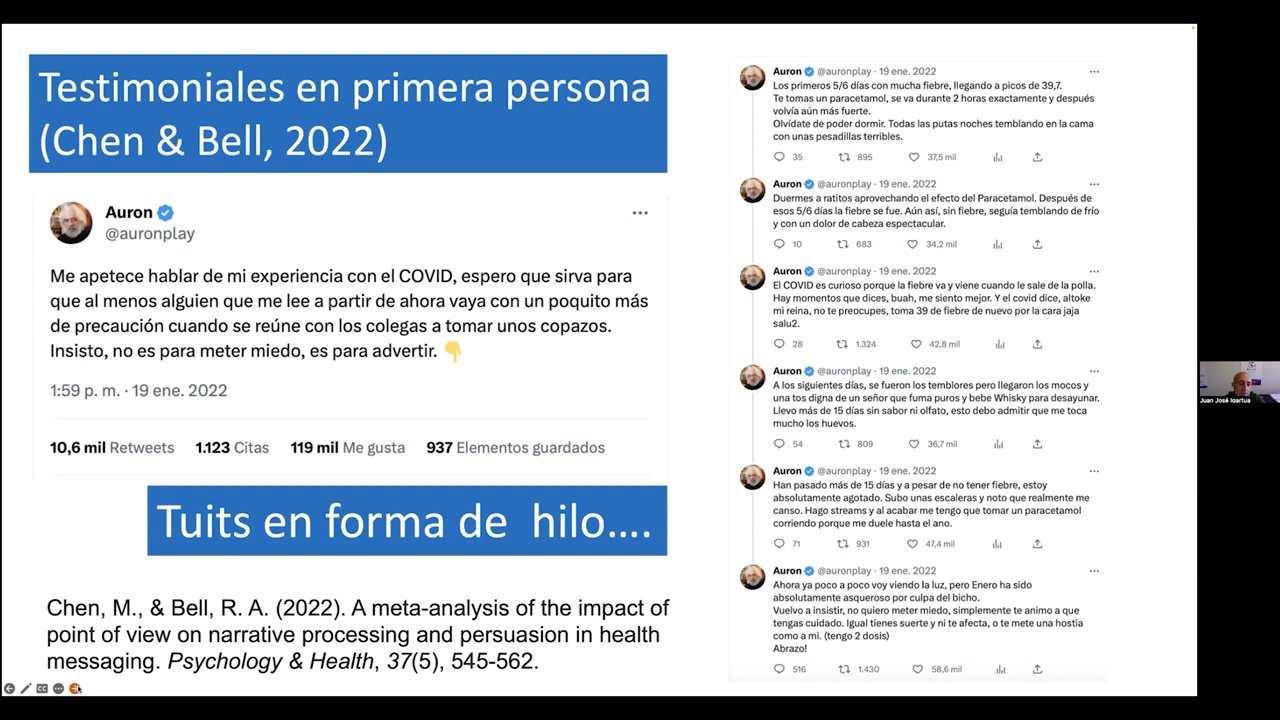 Testimoniales en primera persona
(Chen & Bell, 2022)
Auron
@auronplay
Me apetece hablar de mi experiencia con el COVID, espero que sirva para
que al menos alguien que me lee a partir de ahora vaya con un poquito más
de precaución cuando se reúne con los colegas a tomar unos copazos.
Insisto, no es para meter miedo, es para advertir. 👇
1:59 p. m. · 19 ene. 2022
10,6 mil Retweets 1.123 Citas 119 mil Me gusta 937 Elementos guardados
Tuits en forma de hilo....
Chen, M., & Bell, R. A. (2022). A meta-analysis of the impact of
point of view on narrative processing and persuasion in health
messaging. Psychology & Health, 37(5), 545-562.
Auron @auronplay · 19 ene. 2022
Los primeros 5/6 días con mucha fiebre, llegando a picos de 39,7.
Te tomas un paracetamol, se va durante 2 horas exactamente y después
volvía aún más fuerte.
Olvídate de poder dormir. Todas las putas noches temblando en la cama
con unas pesadillas terribles.
35 895 37,5 mil
Auron @auronplay · 19 ene. 2022
Duermes a ratitos aprovechando el efecto del Paracetamol. Después de
esos 5/6 días la fiebre se fue. Aún así, sin fiebre, seguía temblando de frío
y con un dolor de cabeza espectacular.
10 683 34,2 mil
Auron @auronplay · 19 ene. 2022
El COVID es curioso porque la fiebre va y viene cuando le sale de la polla.
Hay momentos que dices, buah, me siento mejor. Y el covid dice, altoke
mi reina, no te preocupes, toma 39 de fiebre de nuevo por la cara jaja
salu2.
28 1.324 42,8 mil
Auron @auronplay · 19 ene. 2022
A los siguientes días, se fueron los temblores pero llegaron los mocos y
una tos digna de un señor que fuma puros y bebe Whisky para desayunar.
Llevo más de 15 días sin sabor ni olfato, esto debo admitir que me toca
mucho los huevos.
54 809 36,7 mil
Auron @auronplay · 19 ene. 2022
Han pasado más de 15 días y a pesar de no tener fiebre, estoy
absolutamente agotado. Subo unas escaleras y noto que realmente me
canso. Hago streams y al acabar me tengo que tomar un paracetamol
corriendo porque me duele hasta el ano.
71 931 47,4 mil
Auron @auronplay · 19 ene. 2022
Ahora ya poco a poco voy viendo la luz, pero Enero ha sido
absolutamente asqueroso por culpa del bicho.
Vuelvo a insistir, no quiero meter miedo, simplemente te animo a que
tengas cuidado. Igual tienes suerte y ni te afecta, o te mete una hostia
como a mi. (tengo 2 dosis)
Abrazo!
516 1.430 58,6 mil
Juan José Igartua